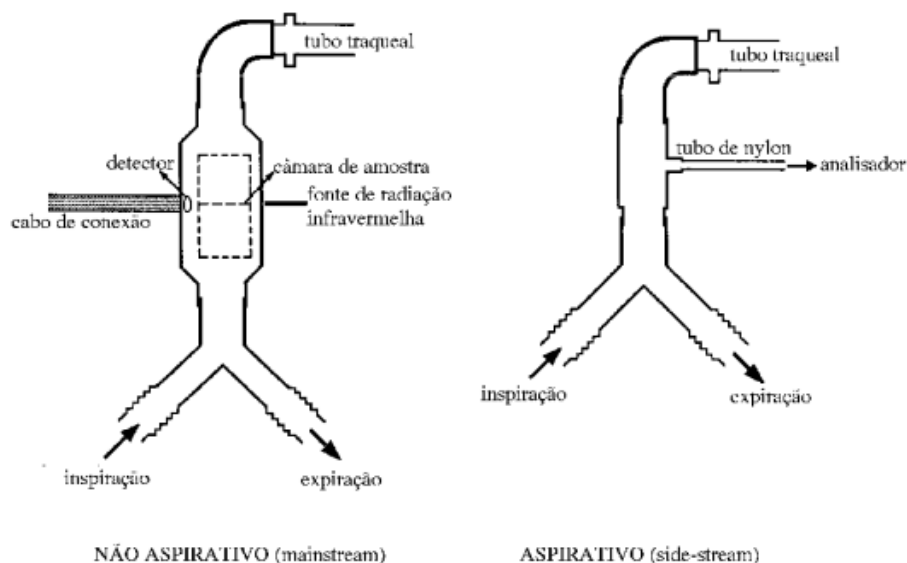 tubo traqueal
detector
câmara de amostra
fonte de radiação
infravermelha
cabo de conexão
inspiração
expiração
NÃO ASPIRATIVO (mainstream)
tubo traqueal
tubo de nylon
analisador
inspiração
expiração
ASPIRATIVO (side-stream)